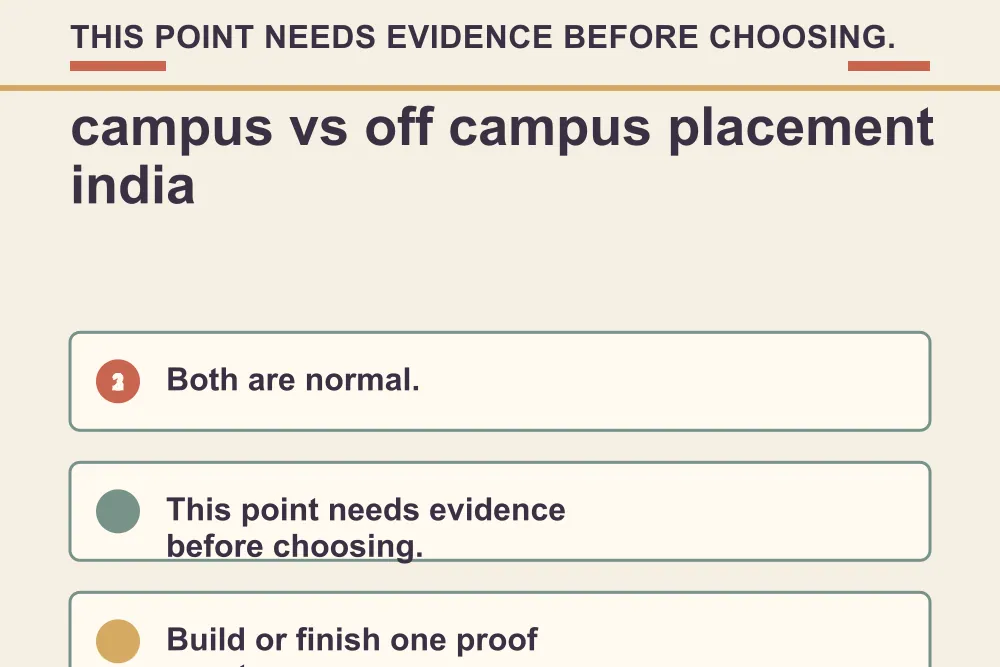 THIS POINT NEEDS EVIDENCE BEFORE CHOOSING.
campus vs off campus placement
india
Both are normal.
This point needs evidence
before choosing.
Build or finish one proof